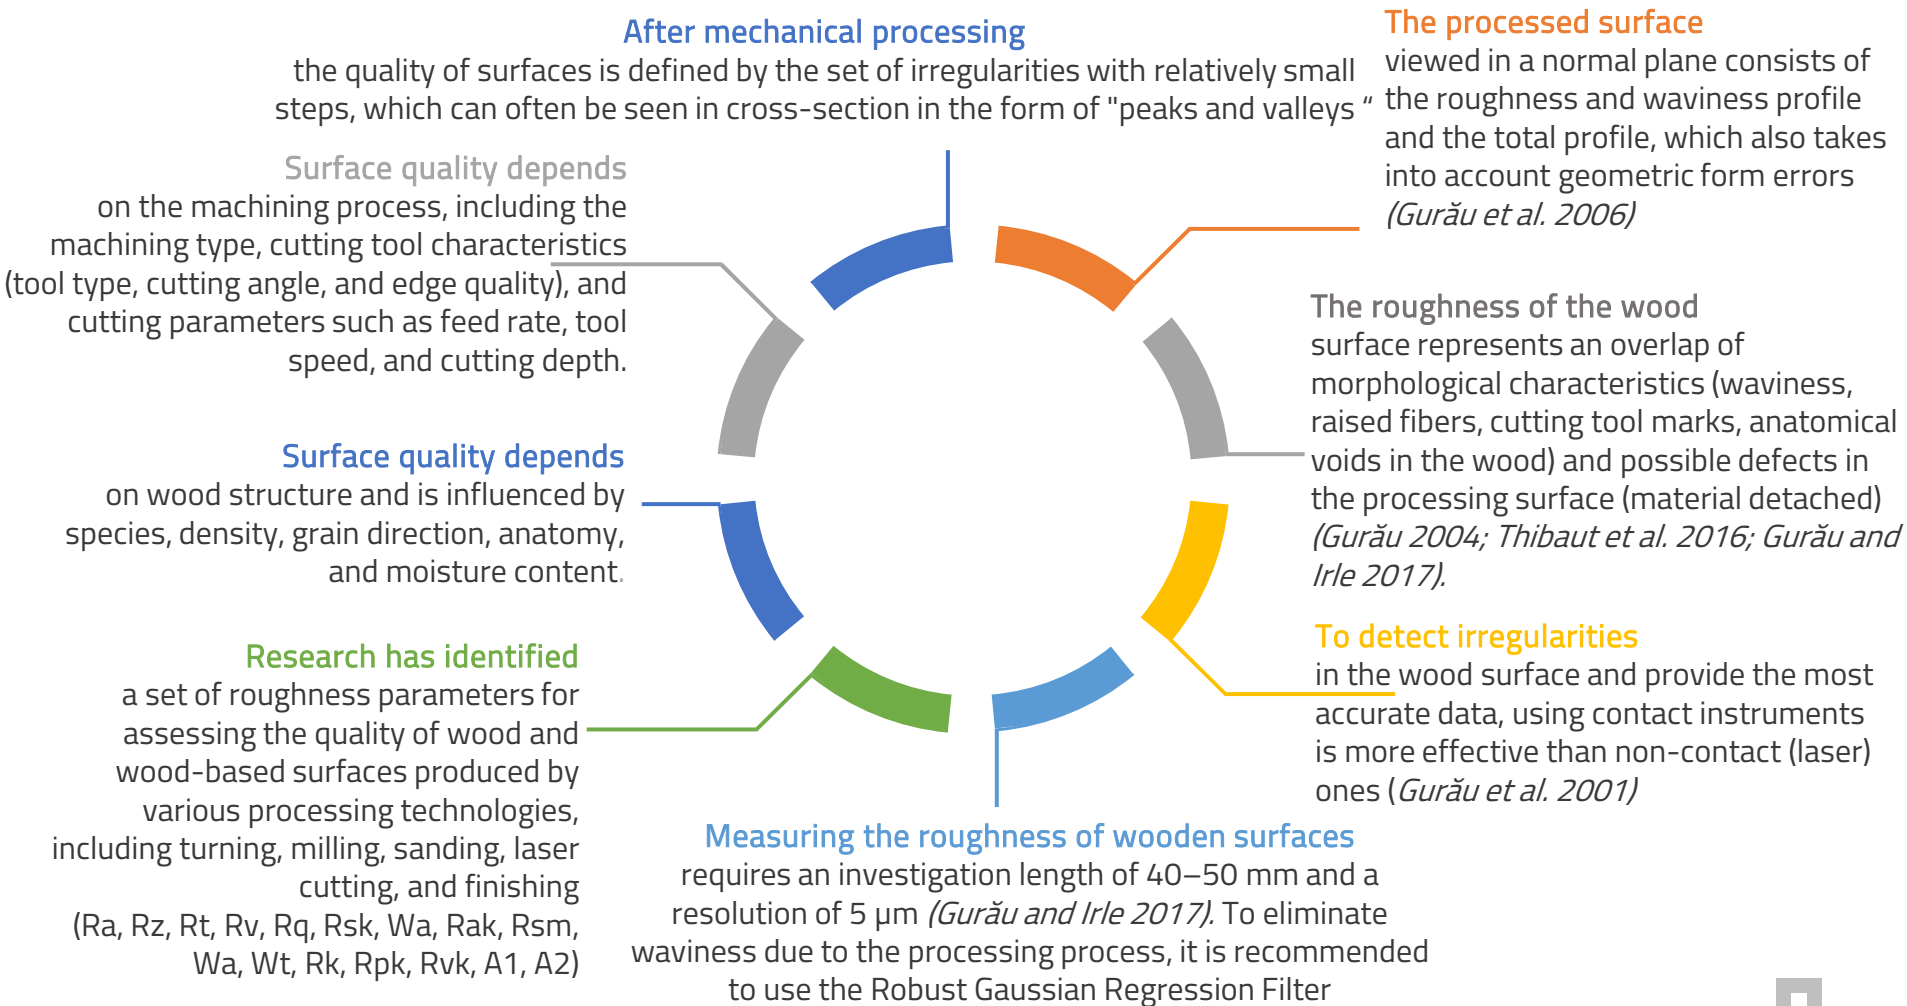 After mechanical processing
the quality of surfaces is defined by the set of irregularities with relatively small
steps, which can often be seen in cross-section in the form of "peaks and valleys “
The processed surface
viewed in a normal plane consists of
the roughness and waviness profile
and the total profile, which also takes
into account geometric form errors
(Gurău et al. 2006)
The roughness of the wood
surface represents an overlap of
morphological characteristics (waviness,
raised fibers, cutting tool marks, anatomical
voids in the wood) and possible defects in
the processing surface (material detached)
(Gurău 2004; Thibaut et al. 2016; Gurău and
Irle 2017).
To detect irregularities
in the wood surface and provide the most
accurate data, using contact instruments
is more effective than non-contact (laser)
ones (Gurău et al. 2001)
Measuring the roughness of wooden surfaces
requires an investigation length of 40–50 mm and a
resolution of 5 μm (Gurău and Irle 2017). To eliminate
waviness due to the processing process, it is recommended
to use the Robust Gaussian Regression Filter
Research has identified
a set of roughness parameters for
assessing the quality of wood and
wood-based surfaces produced by
various processing technologies,
including turning, milling, sanding, laser
cutting, and finishing
(Ra, Rz, Rt, Rv, Rq, Rsk, Wa, Rak, Rsm,
Wa, Wt, Rk, Rpk, Rvk, A1, A2)
Surface quality depends
on wood structure and is influenced by
species, density, grain direction, anatomy,
and moisture content.
Surface quality depends
on the machining process, including the
machining type, cutting tool characteristics
(tool type, cutting angle, and edge quality), and
cutting parameters such as feed rate, tool
speed, and cutting depth.